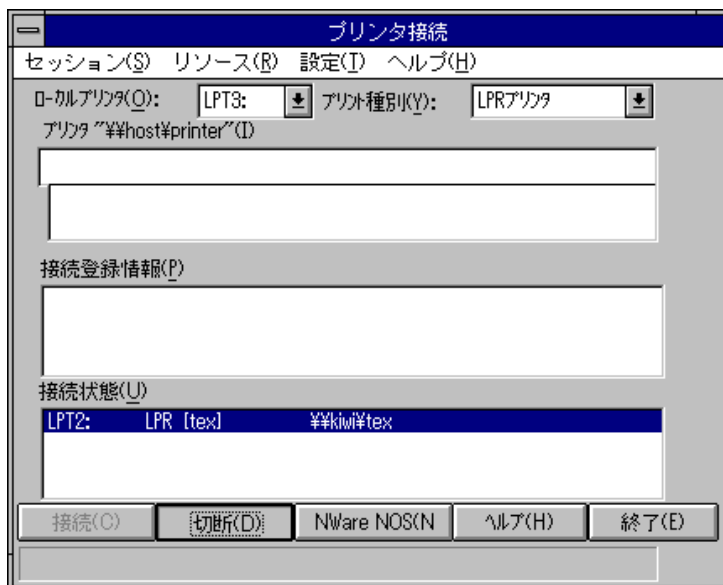 プリンタ接続
セッション(S) リソース(R) 設定(T) ヘルプ(H)
ﾛｰｶﾙﾌﾟﾘﾝﾀ(O): LPT3: ﾌﾟﾘﾝﾄ種別(Y): LPRﾌﾟﾘﾝﾀ
ﾌﾟﾘﾝﾀ "¥¥host¥printer"(I)
接続登録情報(P)
接続状態(U)
LPT2: LPR [tex] ¥¥kiwi¥tex
接続(C) 切断(D) NWare NOS(N ﾍﾙﾌﾟ(H) 終了(E)